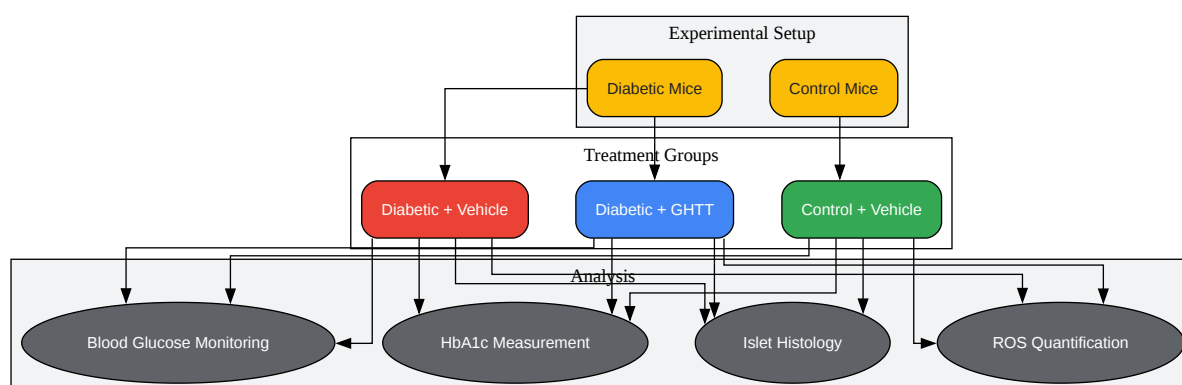 Experimental Setup
Diabetic Mice
Control Mice
Treatment Groups
Diabetic + Vehicle
Diabetic + GHTT
Control + Vehicle
Analysis
Blood Glucose Monitoring
HbA1c Measurement
Islet Histology
ROS Quantification